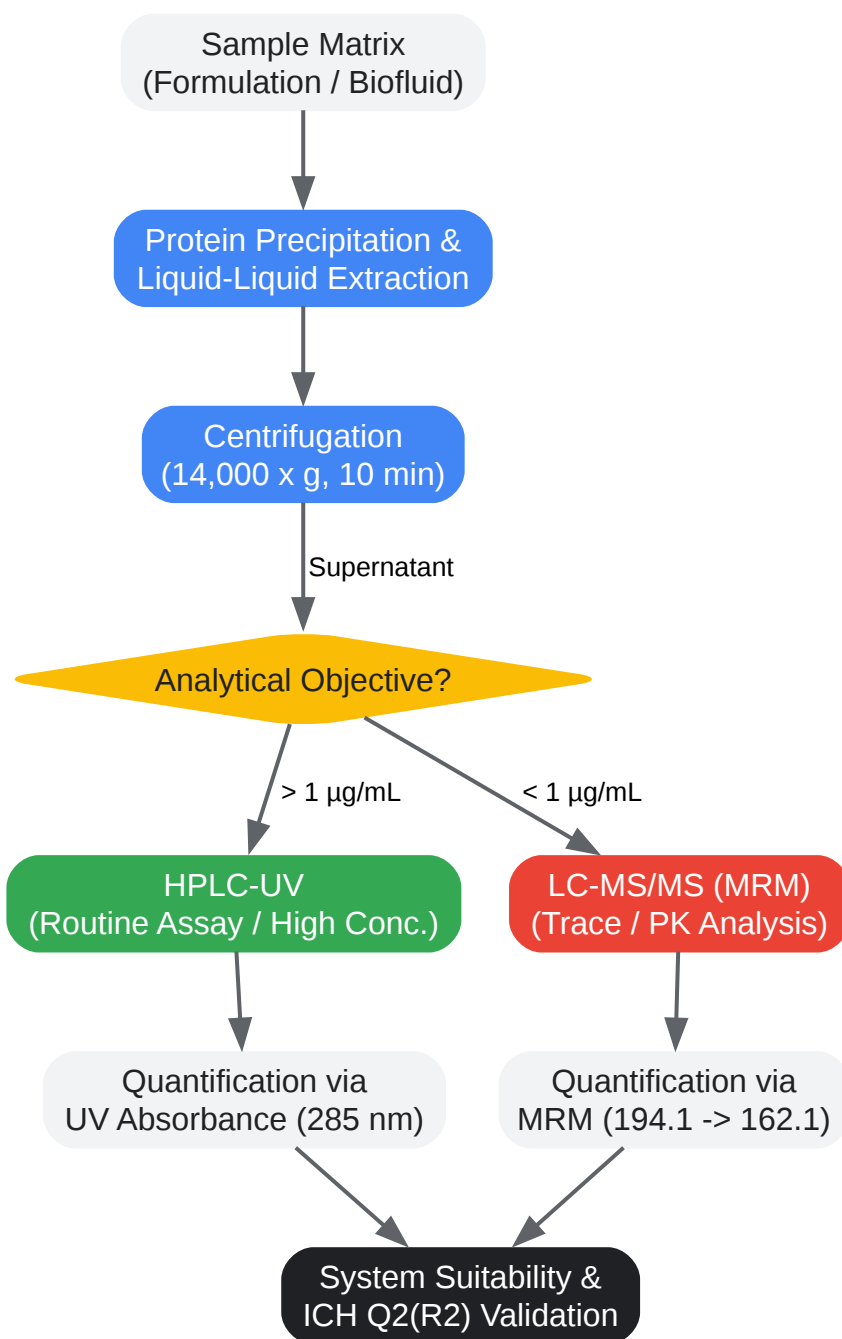 Sample Matrix
(Formulation / Biofluid)
Protein Precipitation &
Liquid-Liquid Extraction
Centrifugation
(14,000 x g, 10 min)
Supernatant
Analytical Objective?
> 1 µg/mL
< 1 µg/mL
HPLC-UV
(Routine Assay / High Conc.)
LC-MS/MS (MRM)
(Trace / PK Analysis)
Quantification via
UV Absorbance (285 nm)
Quantification via
MRM (194.1 -> 162.1)
System Suitability &
ICH Q2(R2) Validation